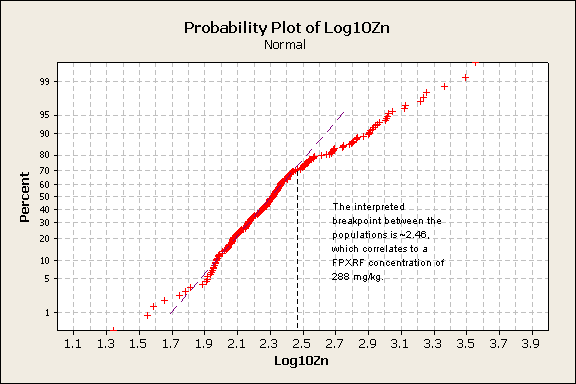 Probability Plot of Log10Zn
Normal
Percent
99
95
90
80
70
60
50
40
30
20
10
5
1
The interpreted
breakpoint between the
populations is ~2.46,
which correlates to a
FPXRF concentration of
288 mg/kg.
1.1 1.3 1.5 1.7 1.9 2.1 2.3 2.5 2.7 2.9 3.1 3.3 3.5 3.7 3.9
Log10Zn